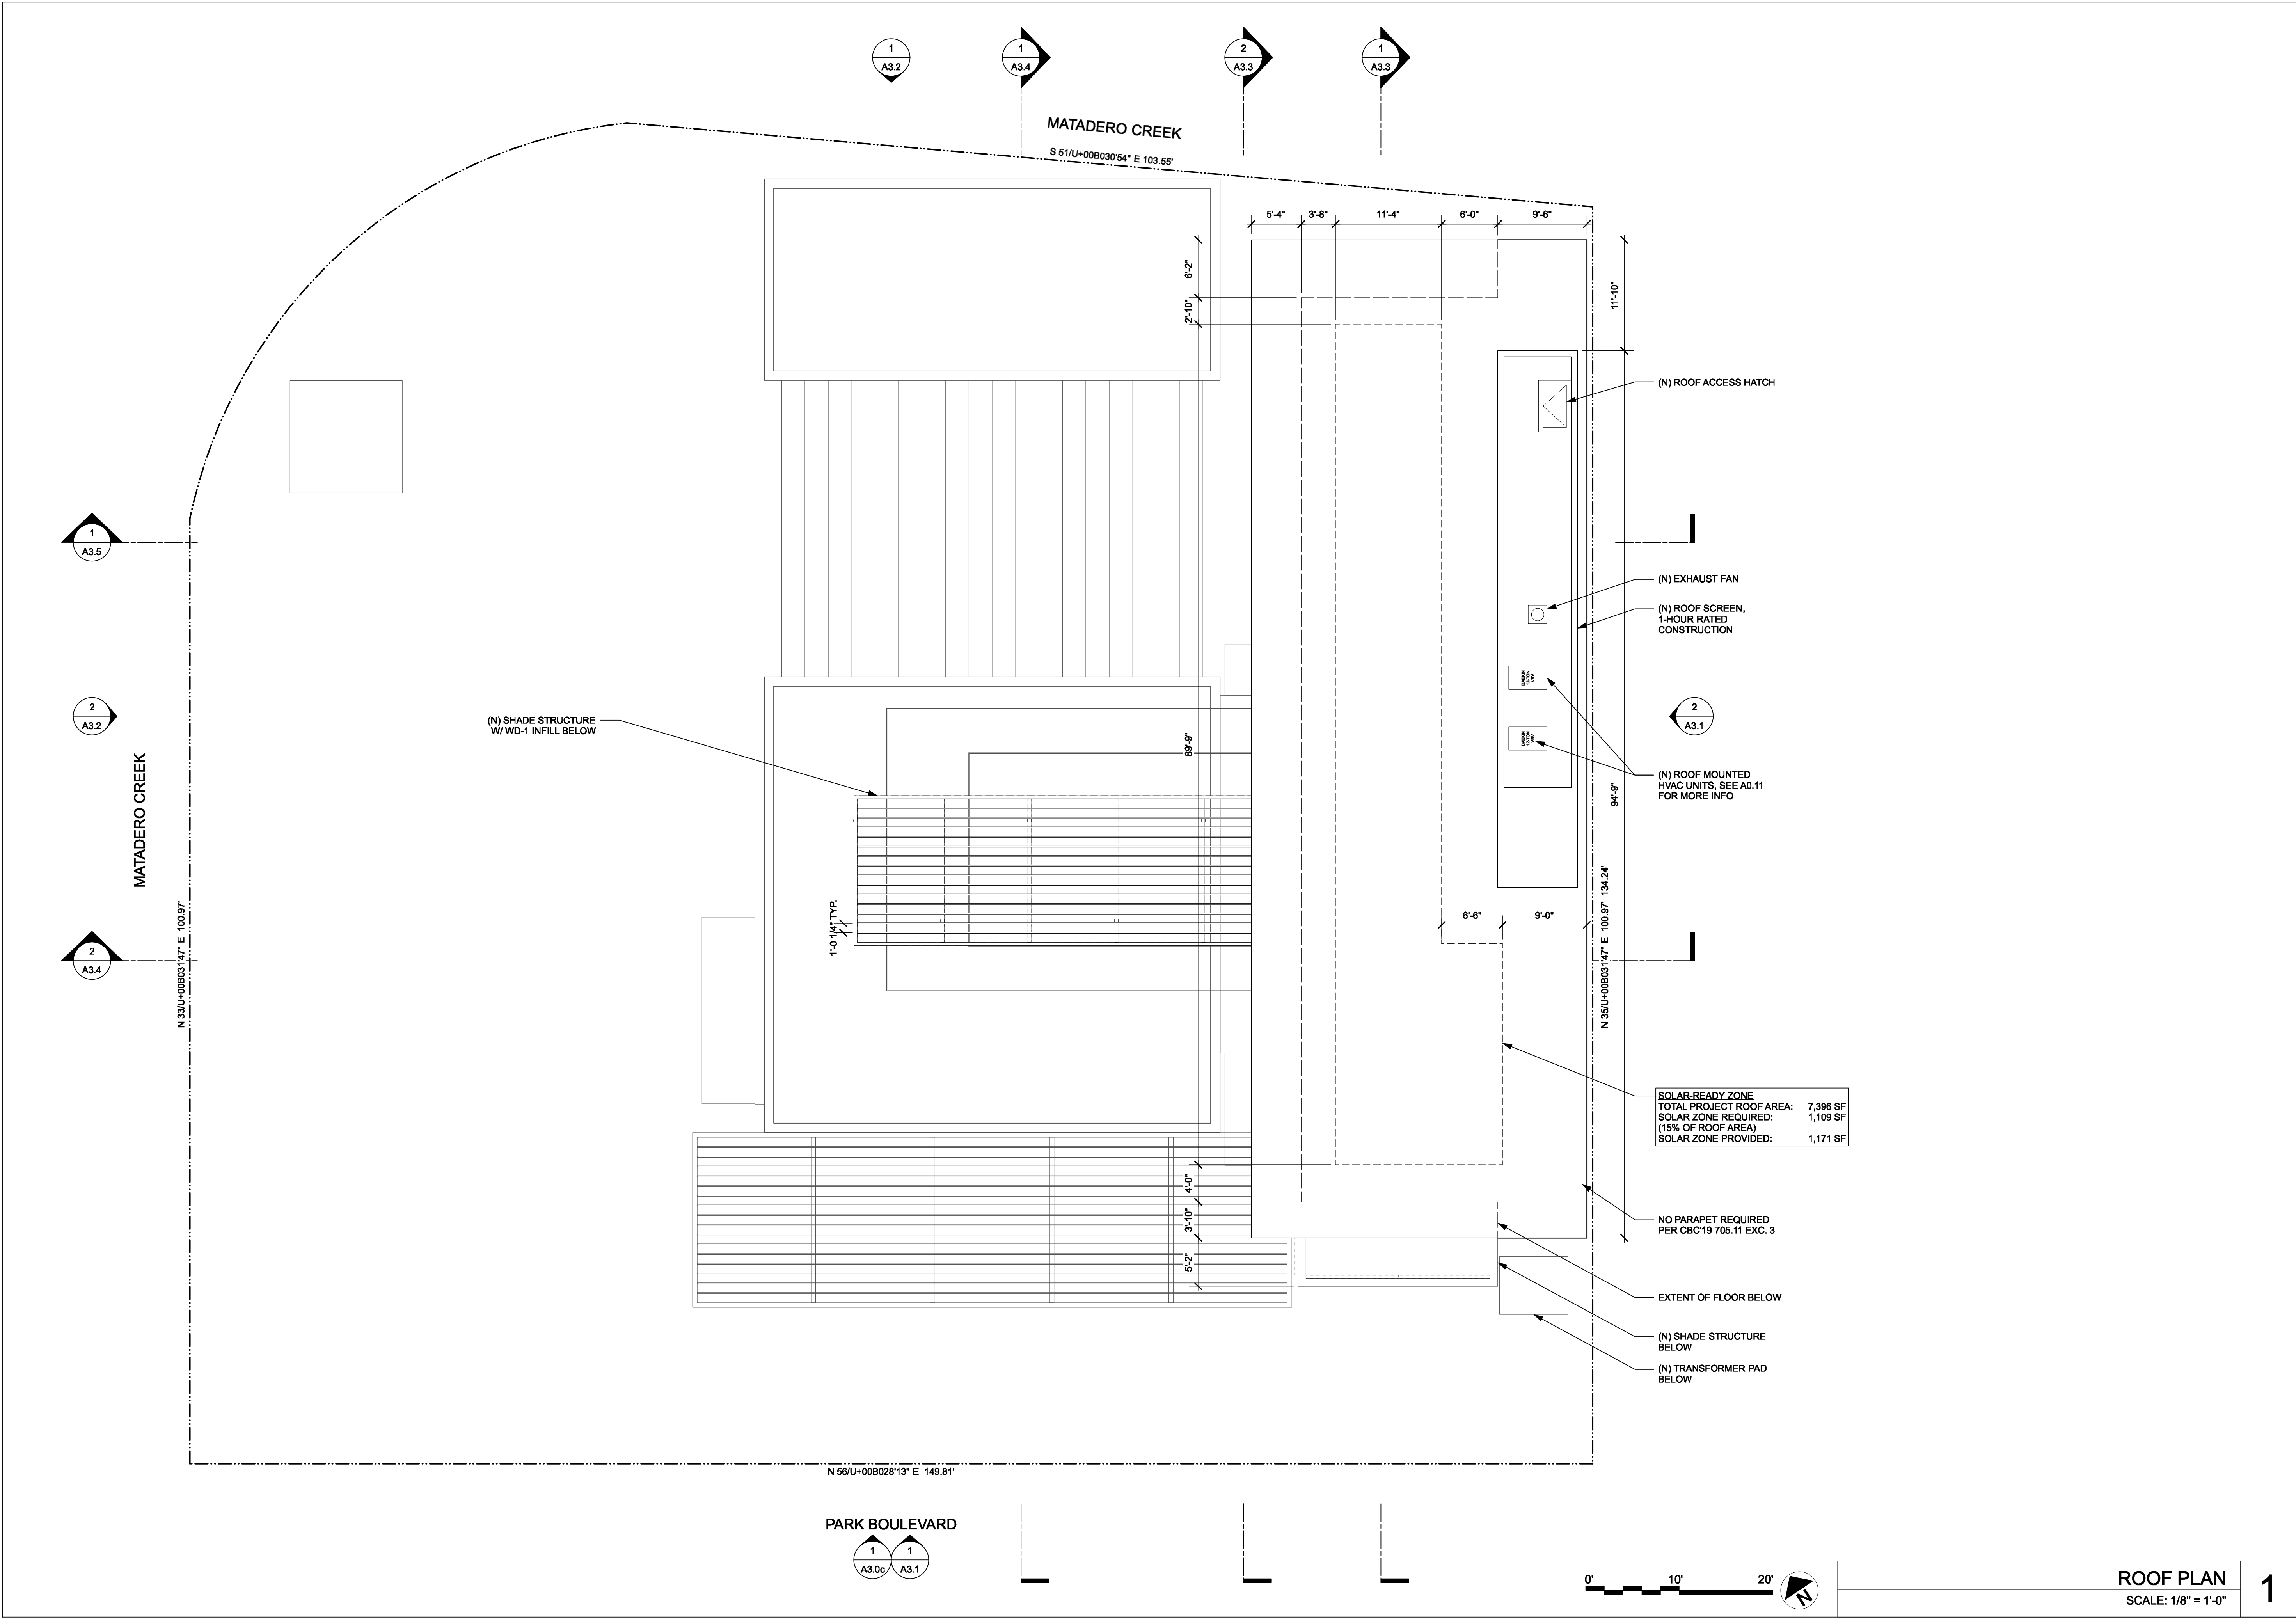 1
A3.2
1
A3.4
2
A3.3
1
A3.3
MATADERO CREEK
S 51/U+00B030'54" E 103.55'
5'-4"
3'-8"
11'-4"
6'-0"
9'-6"
6'-2"
2'-10"
11'-10"
(N) ROOF ACCESS HATCH
1
A3.5
(N) EXHAUST FAN
(N) ROOF SCREEN,
1-HOUR RATED
CONSTRUCTION
DAEIKIN
12-TON
VRV
2
A3.2
2
A3.1
(N) SHADE STRUCTURE
W/ WD-1 INFILL BELOW
89'-9"
DAEIKIN
12-TON
VRV
(N) ROOF MOUNTED
HVAC UNITS, SEE A0.11
FOR MORE INFO
94'-9"
MATADERO CREEK
N 33/U+00B031'47" E 100.97'
1'-0 1/4" TYP.
6'-6"
9'-0"
N 35/U+00B031'47" E 100.97' 134.24'
2
A3.4
SOLAR-READY ZONE
TOTAL PROJECT ROOF AREA: 7,396 SF
SOLAR ZONE REQUIRED: 1,109 SF
(15% OF ROOF AREA)
SOLAR ZONE PROVIDED: 1,171 SF
4'-0"
3'-10"
5'-2"
NO PARAPET REQUIRED
PER CBC'19 705.11 EXC. 3
EXTENT OF FLOOR BELOW
(N) SHADE STRUCTURE
BELOW
(N) TRANSFORMER PAD
BELOW
N 56/U+00B028'13" E 149.81'
PARK BOULEVARD
1
A3.0c
1
A3.1
0'
10'
20'
N
ROOF PLAN
SCALE: 1/8" = 1'-0"
1